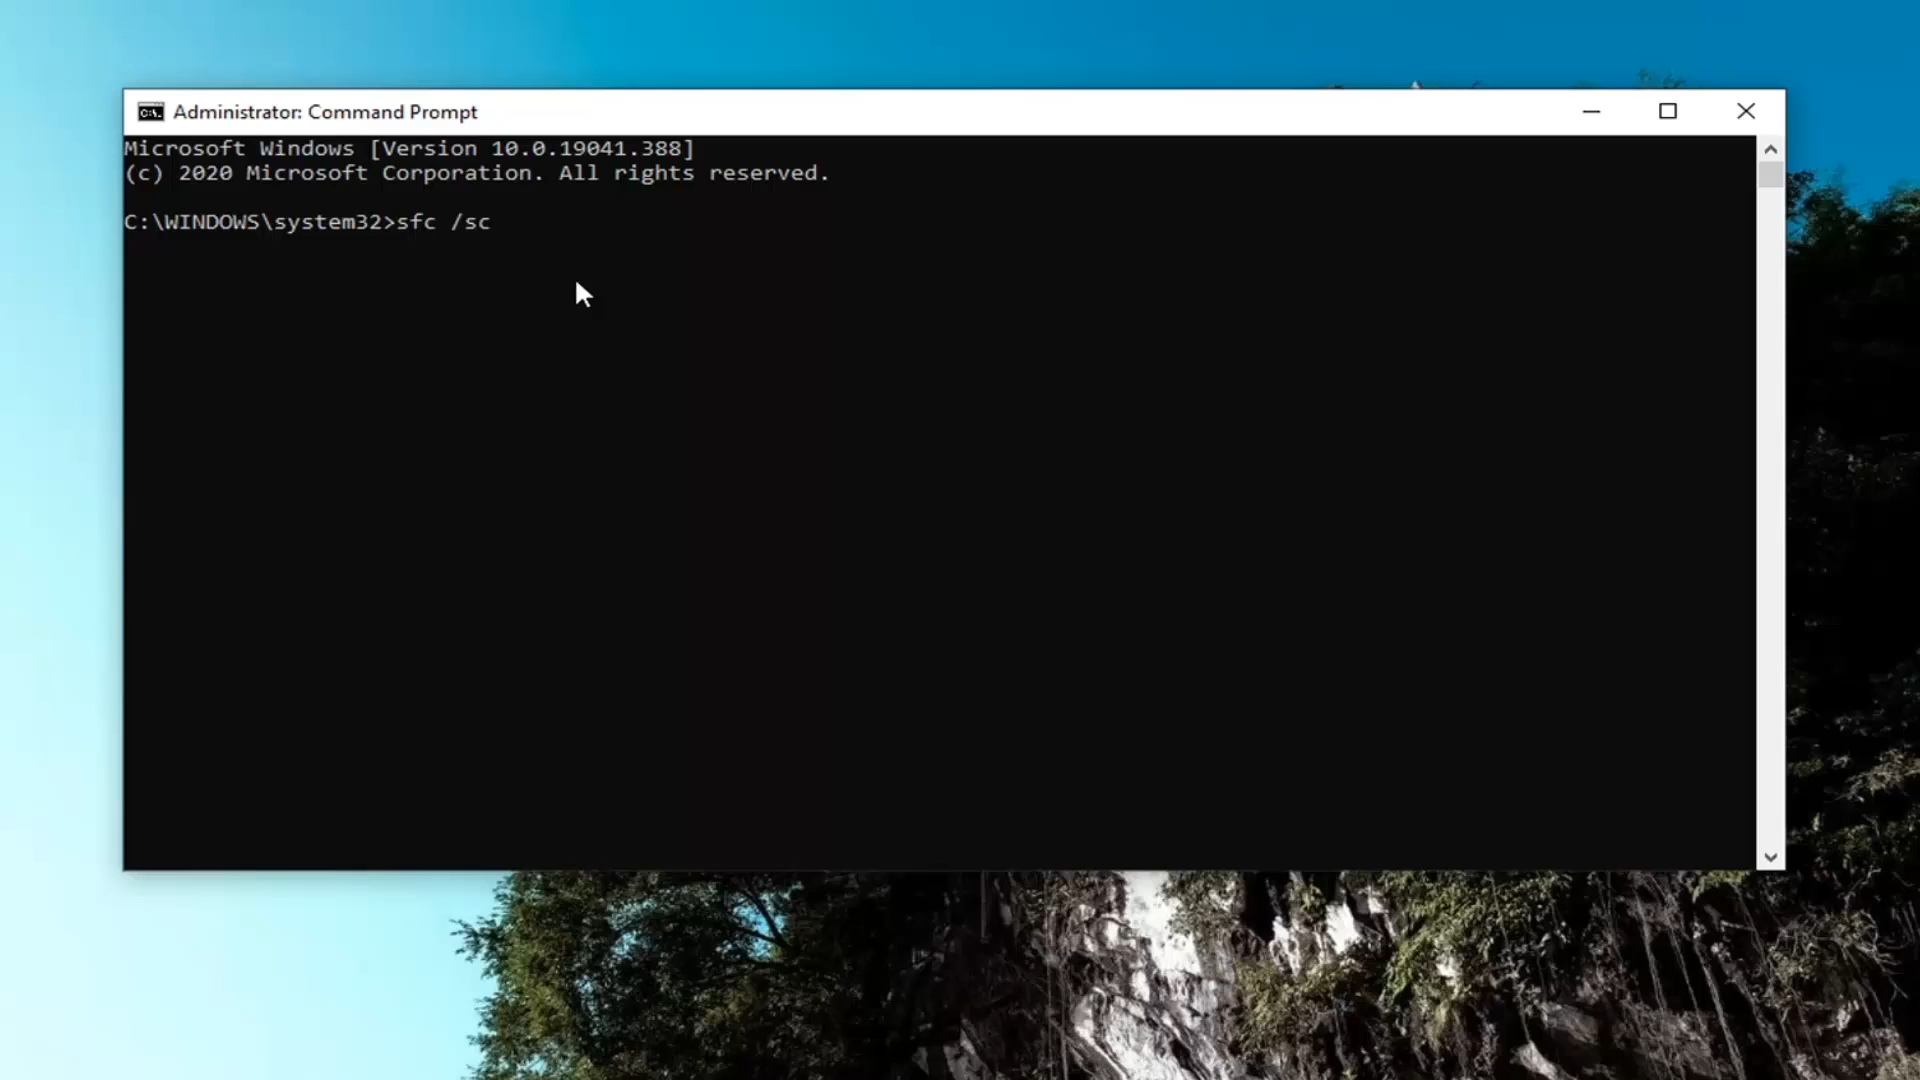 Administrator: Command Prompt
Microsoft Windows [Version 10.0.19041.388]
(c) 2020 Microsoft Corporation. All rights reserved.
C:\WINDOWS\system32>sfc /sc